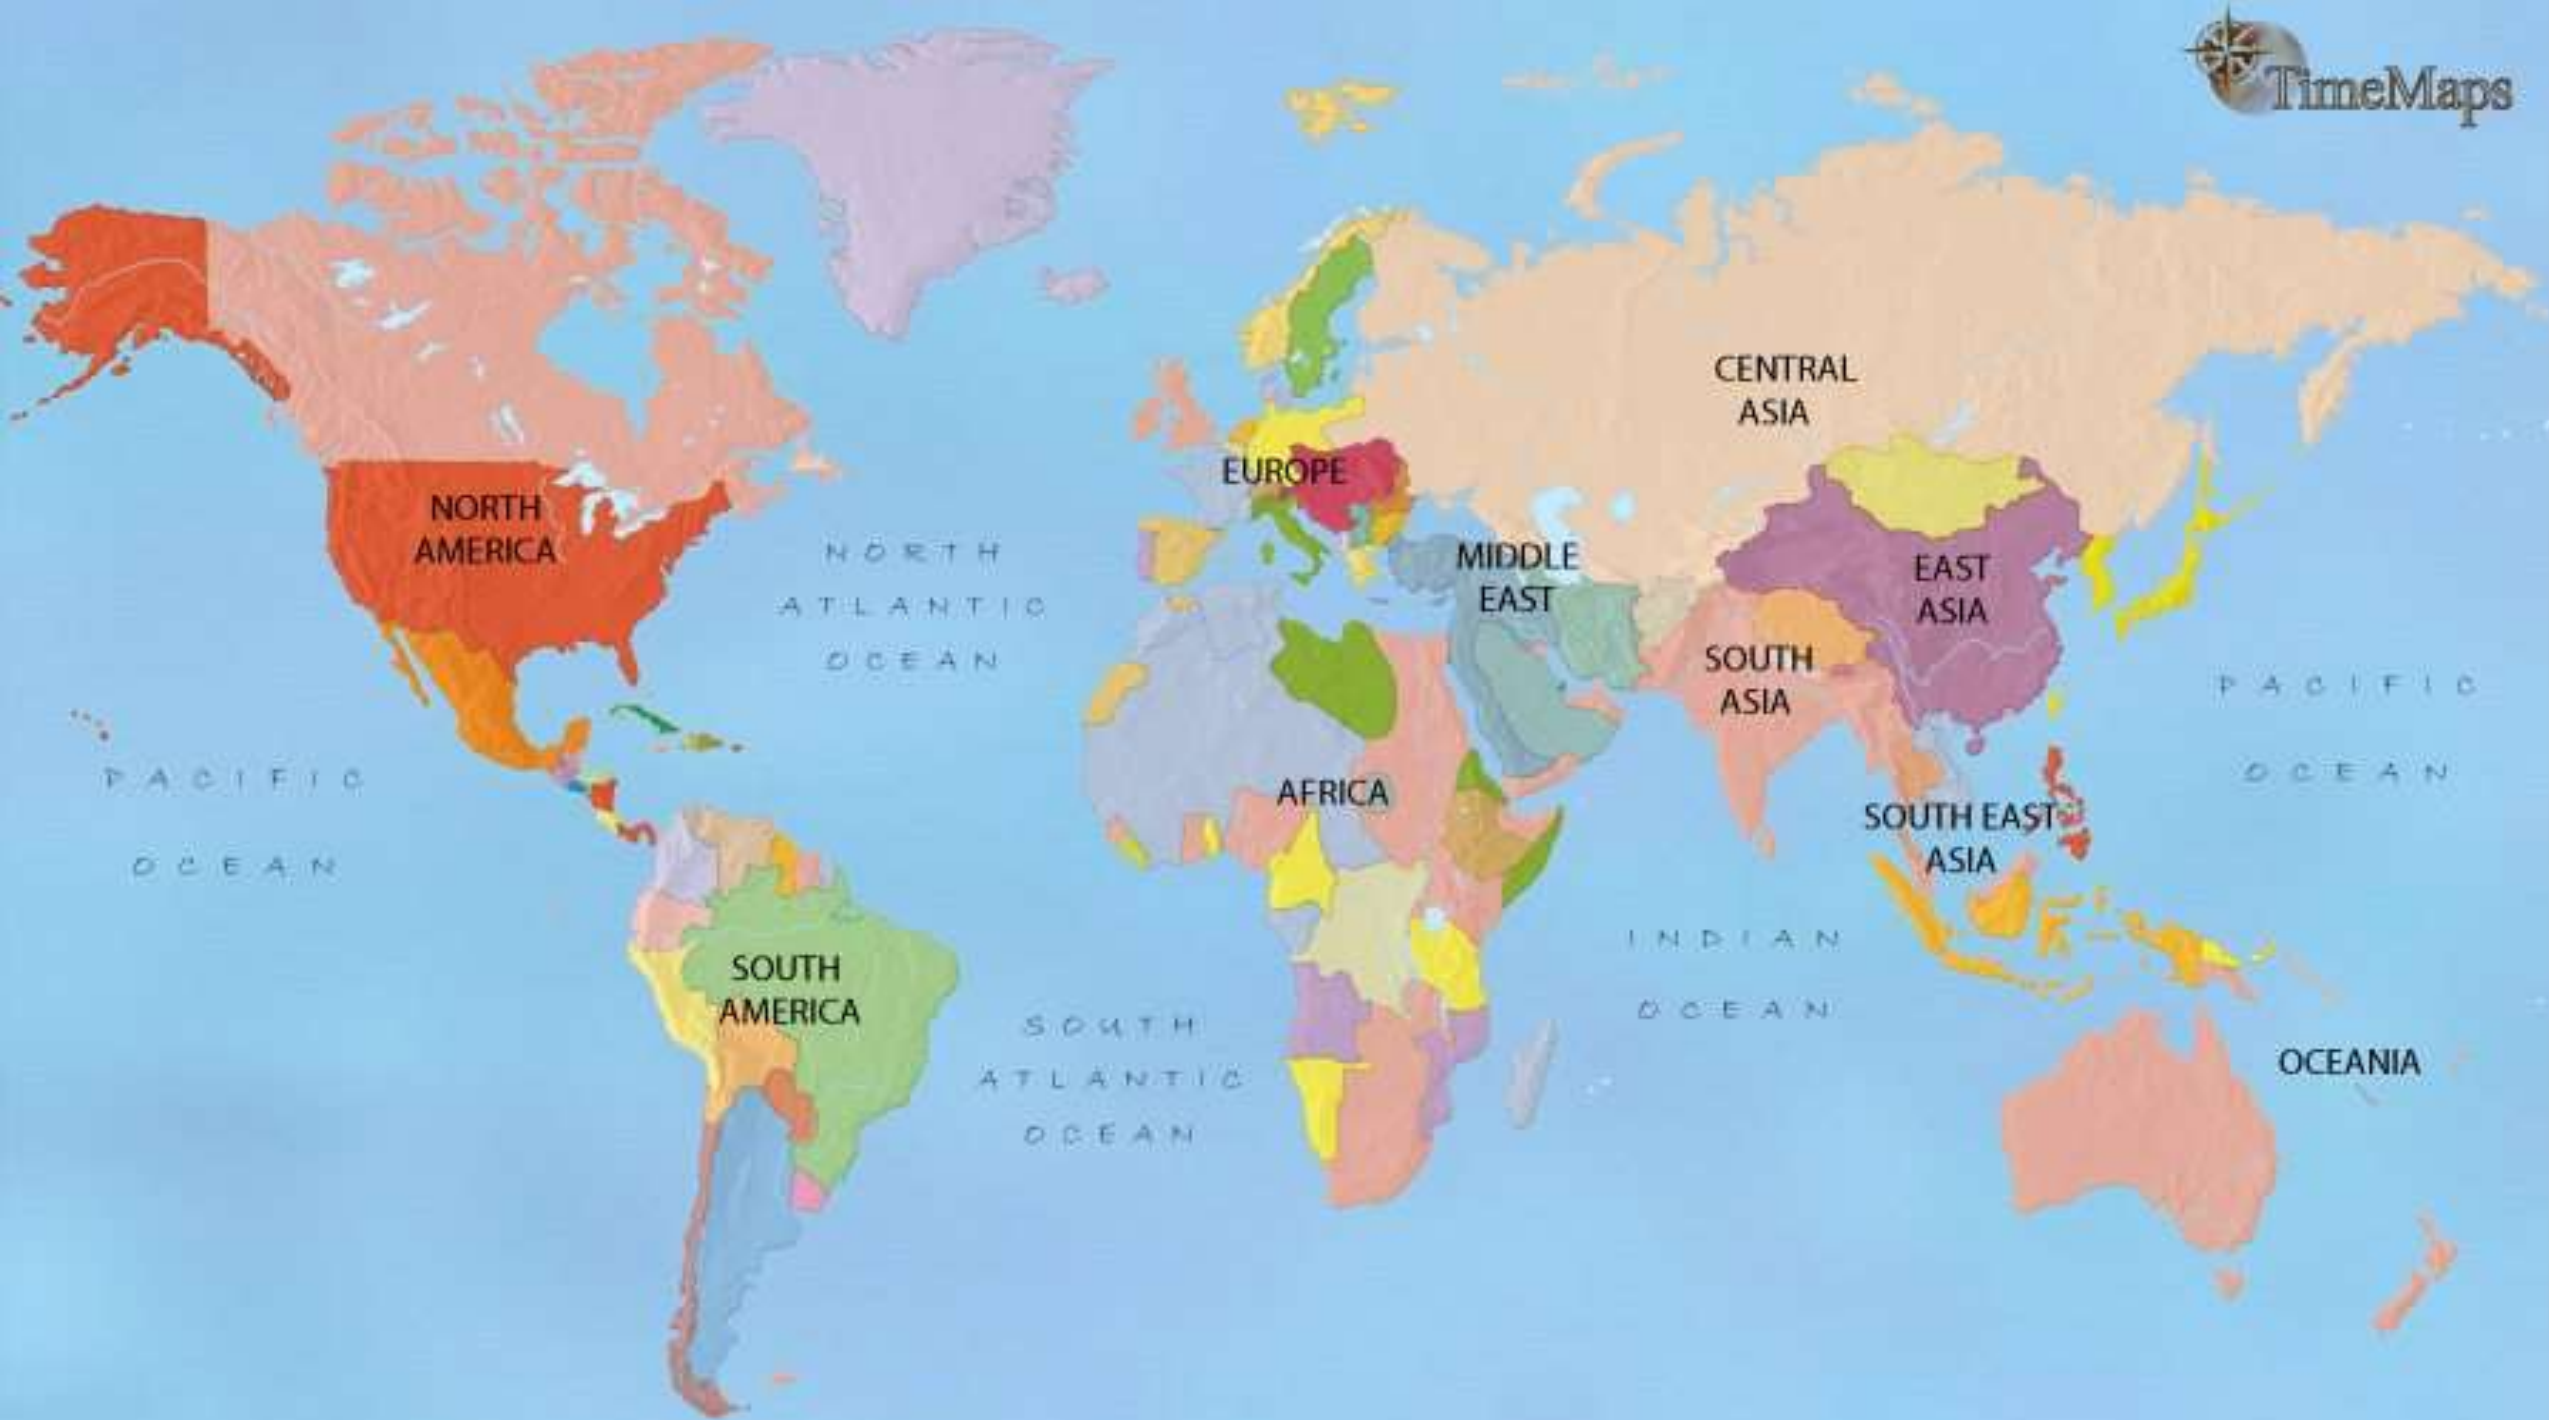 TimeMaps
CENTRAL
ASIA
EUROPE
NORTH
AMERICA
NORTH
ATLANTIC
OCEAN
MIDDLE
EAST
EAST
ASIA
SOUTH
ASIA
PACIFIC
OCEAN
PACIFIC
OCEAN
AFRICA
SOUTH EAST
ASIA
SOUTH
AMERICA
INDIAN
OCEAN
SOUTH
ATLANTIC
OCEAN
OCEANIA